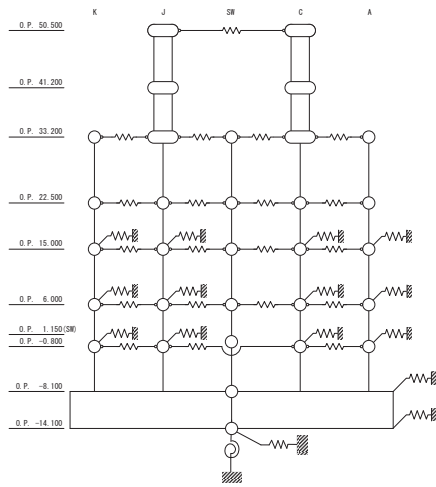 K J SW C A
O.P. 50.500
O.P. 41.200
O.P. 33.200
O.P. 22.500
O.P. 15.000
O.P. 6.000
O.P. 1.150(SW)
O.P. -0.800
O.P. -8.100
O.P. -14.100